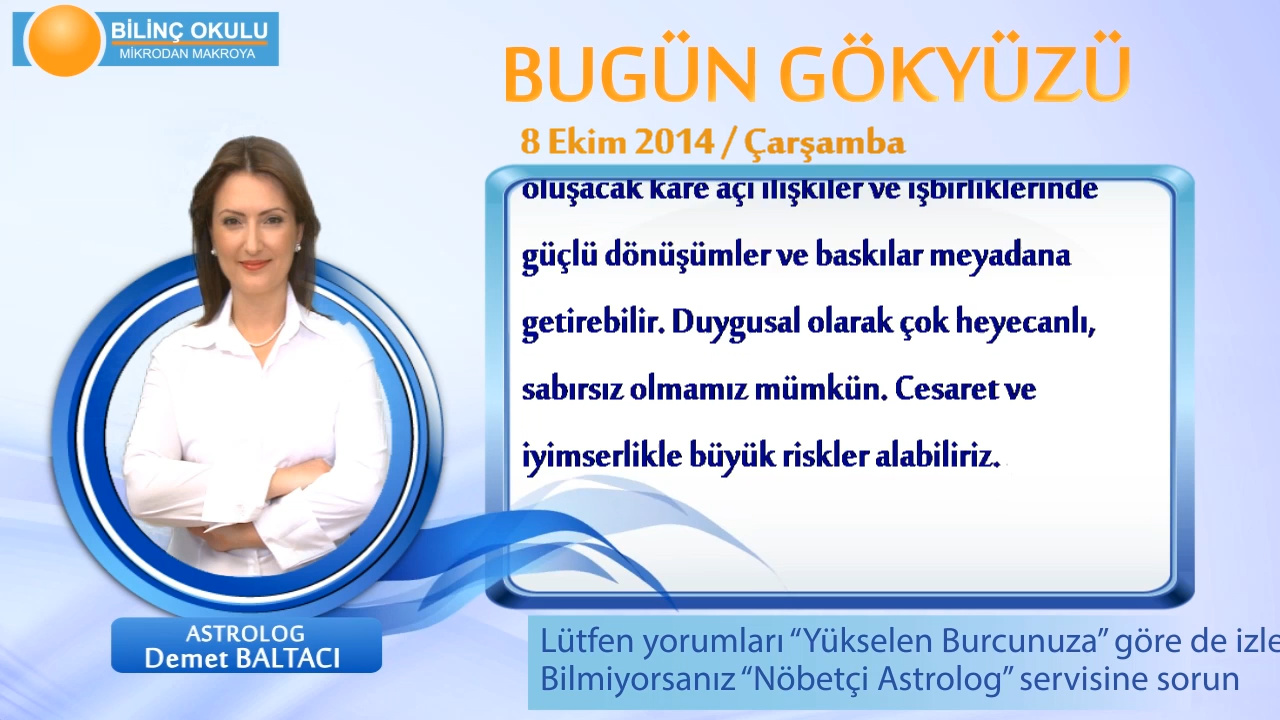 BİLİNÇ OKULU
MİKRODAN MAKROYA
BUGÜN GÖKYÜZÜ
8 Ekim 2014 / Çarşamba
oluşacak kare açı ilişkiler ve işbirliklerinde
güçlü dönüşümler ve baskılar meyadana
getirebilir. Duygusal olarak çok heyecanlı,
sabırsız olmamız mümkün. Cesaret ve
iyimserlikle büyük riskler alabiliriz.
ASTROLOG
Demet BALTACI
Lütfen yorumları “Yükselen Burcunuza” göre de izle
Bilmiyorsanız “Nöbetçi Astrolog” servisine sorun